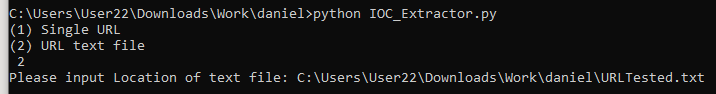 C:\Users\User22\Downloads\Work\daniel>python IOC_Extractor.py
(1) Single URL
(2) URL text file
 2
Please input Location of text file: C:\Users\User22\Downloads\Work\daniel\URLTested.txt